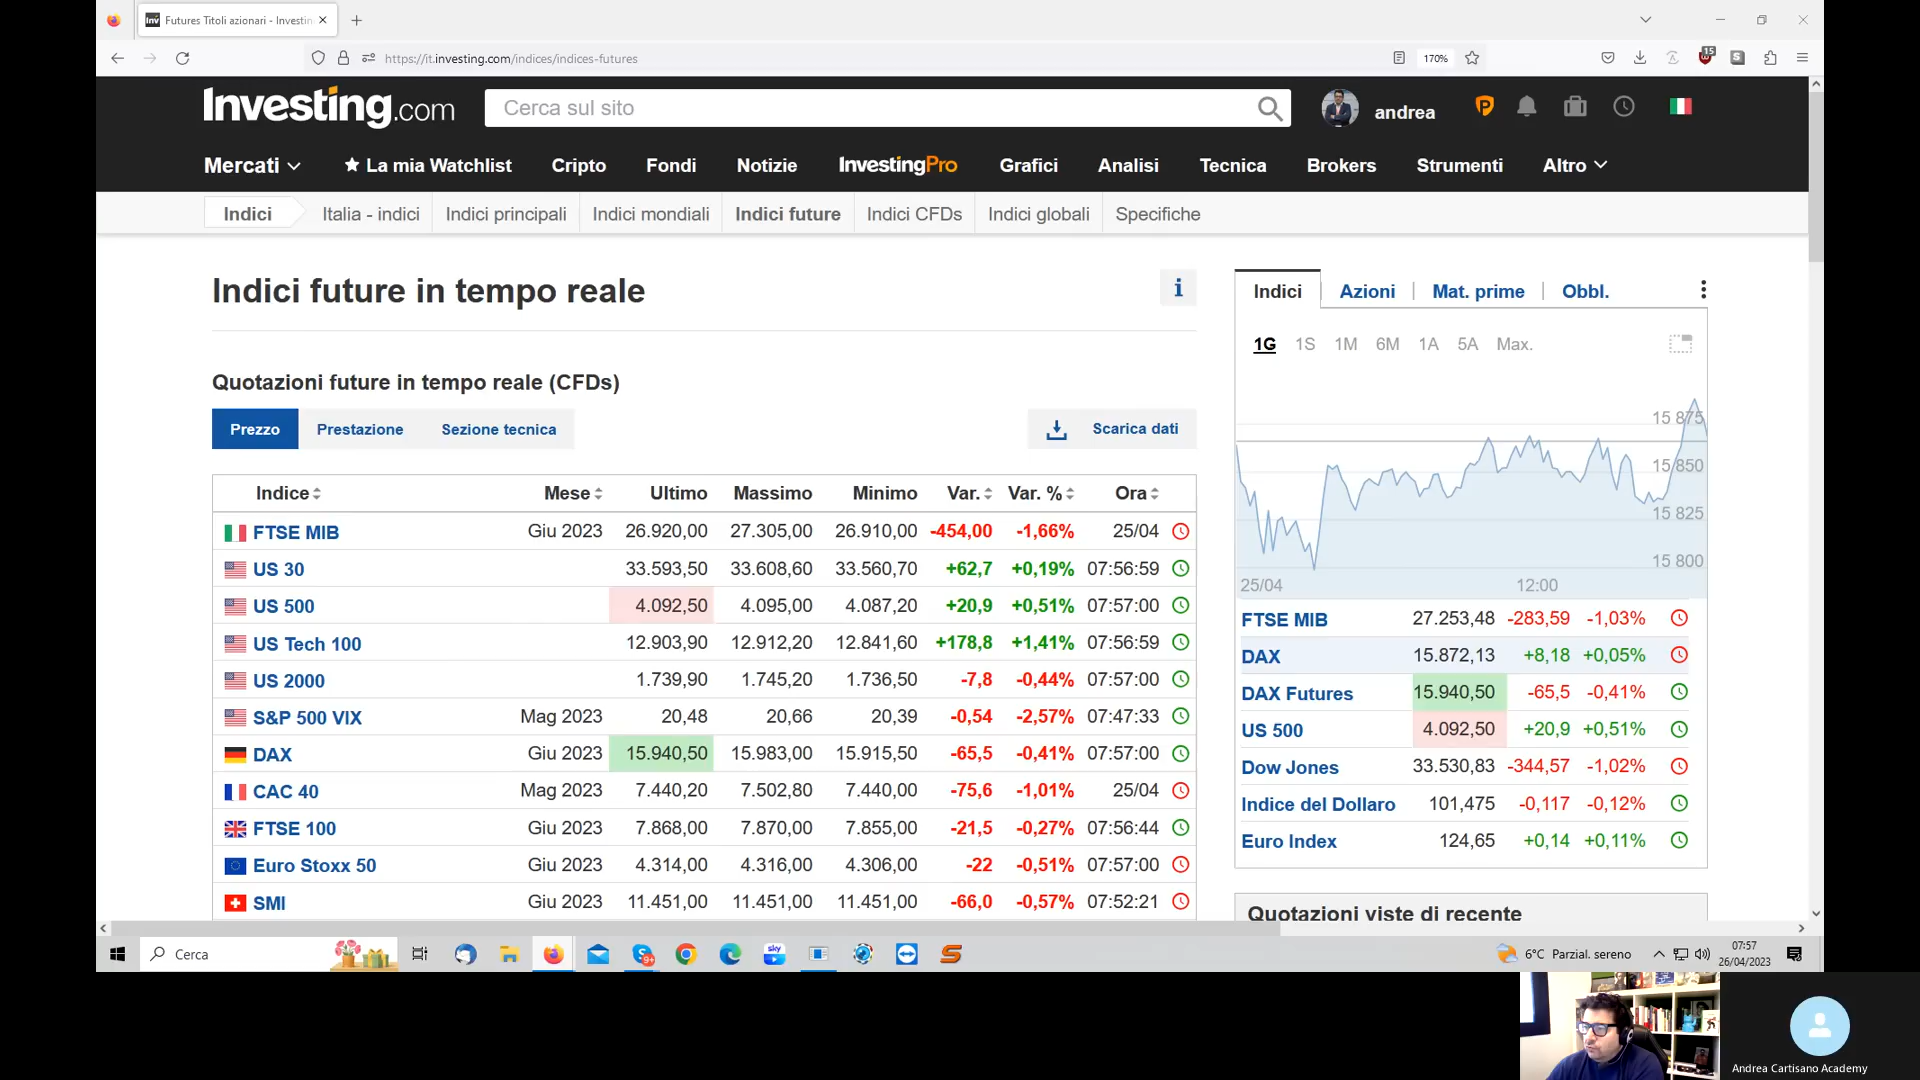 Futures Titoli azionari - Investin
https://it.investing.com/indices/indices-futures
170%
15
Investing.com
Cerca sul sito
andrea
Mercati
La mia Watchlist
Cripto
Fondi
Notizie
InvestingPro
Grafici
Analisi
Tecnica
Brokers
Strumenti
Altro
Indici
Italia - indici
Indici principali
Indici mondiali
Indici future
Indici CFDs
Indici globali
Specifiche
Indici future in tempo reale
Quotazioni future in tempo reale (CFDs)
Prezzo
Prestazione
Sezione tecnica
Scarica dati
Indice Mese Ultimo Massimo Minimo Var. Var. % Ora
FTSE MIB Giu 2023 26.920,00 27.305,00 26.910,00 -454,00 -1,66% 25/04
US 30 33.593,50 33.608,60 33.560,70 +62,7 +0,19% 07:56:59
US 500 4.092,50 4.095,00 4.087,20 +20,9 +0,51% 07:57:00
US Tech 100 12.903,90 12.912,20 12.841,60 +178,8 +1,41% 07:56:59
US 2000 1.739,90 1.745,20 1.736,50 -7,8 -0,44% 07:57:00
S&P 500 VIX Mag 2023 20,48 20,66 20,39 -0,54 -2,57% 07:47:33
DAX Giu 2023 15.940,50 15.983,00 15.915,50 -65,5 -0,41% 07:57:00
CAC 40 Mag 2023 7.440,20 7.502,80 7.440,00 -75,6 -1,01% 25/04
FTSE 100 Giu 2023 7.868,00 7.870,00 7.855,00 -21,5 -0,27% 07:56:44
Euro Stoxx 50 Giu 2023 4.314,00 4.316,00 4.306,00 -22 -0,51% 07:57:00
SMI Giu 2023 11.451,00 11.451,00 11.451,00 -66,0 -0,57% 07:52:21
Indici Azioni Mat. prime Obbl.
1G 1S 1M 6M 1A 5A Max.
15 875
15 850
15 825
15 800
25/04 12:00
FTSE MIB 27.253,48 -283,59 -1,03%
DAX 15.872,13 +8,18 +0,05%
DAX Futures 15.940,50 -65,5 -0,41%
US 500 4.092,50 +20,9 +0,51%
Dow Jones 33.530,83 -344,57 -1,02%
Indice del Dollaro 101,475 -0,117 -0,12%
Euro Index 124,65 +0,14 +0,11%
Quotazioni viste di recente
Cerca
9+
sky
6°C Parzial. sereno
07:57
26/04/2023
Andrea Cartisano Academy